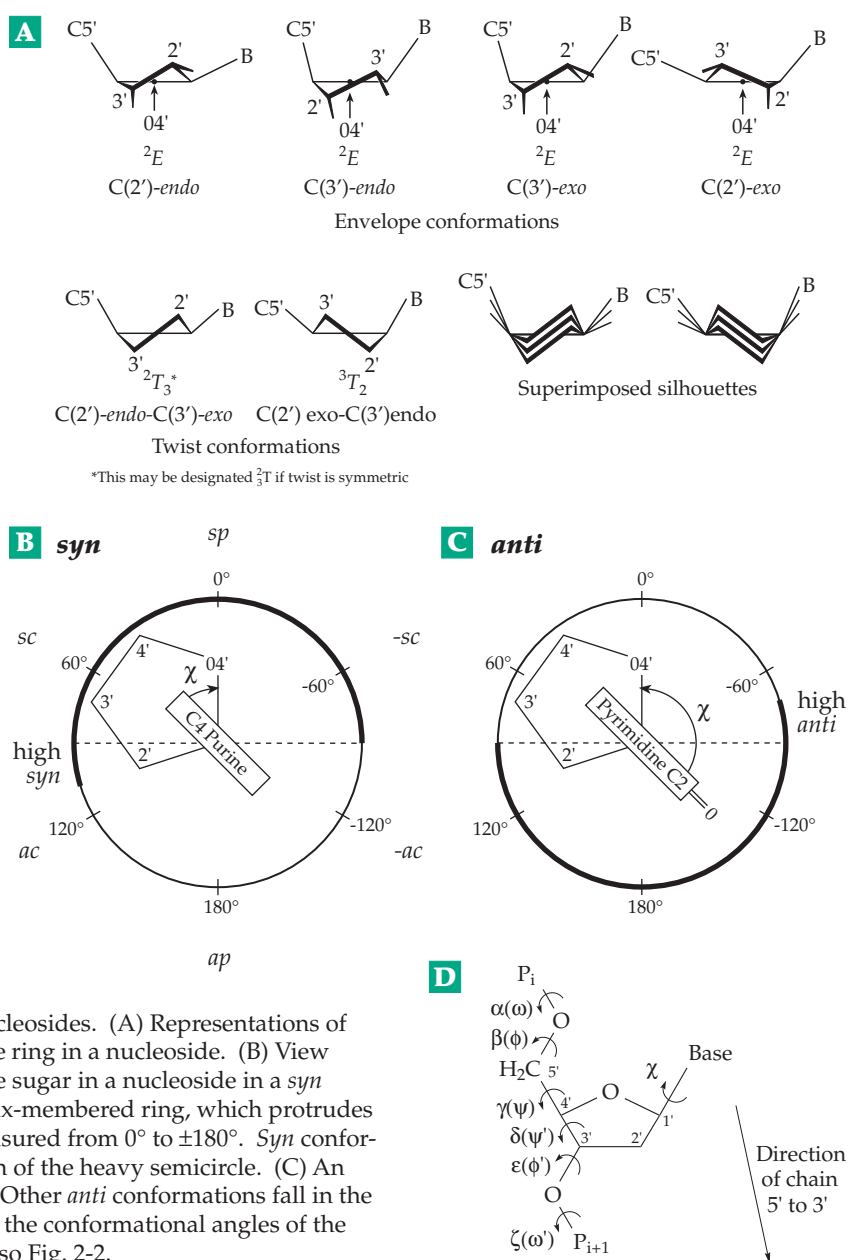 A
C5' 2' B 3' 04'
C5' 3' B 2' 04'
C5' 2' B 3' 04'
C5' 3' B 2' 04'
²E ²E ²E ²E
C(2')-endo C(3')-endo C(3')-exo C(2')-exo
Envelope conformations
C5' 2' B 3'
C5' 3' B 2'
C5' B C5' B
²T₃* ³T₂
Superimposed silhouettes
C(2')-endo-C(3')-exo C(2') exo-C(3')endo
Twist conformations
*This may be designated ²₃T if twist is symmetric
B syn
sp
0°
sc
-sc
60°
-60°
4'
04'
χ
3'
2'
C4 Purine
high
syn
120°
-120°
ac
-ac
180°
ap
C anti
0°
60°
-60°
4'
04'
χ
3'
2'
Pyrimidine C2
0
high
anti
120°
-120°
180°
D
Pᵢ
α(ω)
O
β(ϕ)
H₂C 5'
Base
χ
O
γ(ψ)
4'
1'
δ(ψ')
3'
2'
ε(ϕ')
O
ζ(ω')
Pᵢ₊₁
Direction
of chain
5' to 3'
cleosides. (A) Representations of
e ring in a nucleoside. (B) View
e sugar in a nucleoside in a syn
ix-membered ring, which protrudes
sured from 0° to ±180°. Syn confor-
n of the heavy semicircle. (C) An
Other anti conformations fall in the
the conformational angles of the
so Fig. 2-2.